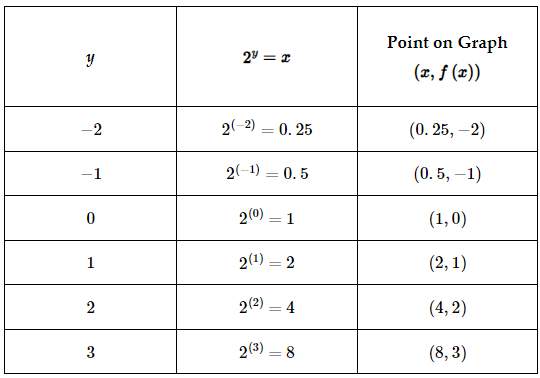 y	2^y = x	Point on Graph
(x, f (x))
−2	2^(−2) = 0. 25	(0. 25, −2)
−1	2^(−1) = 0. 5	(0. 5, −1)
0	2^(0) = 1	(1, 0)
1	2^(1) = 2	(2, 1)
2	2^(2) = 4	(4, 2)
3	2^(3) = 8	(8, 3)